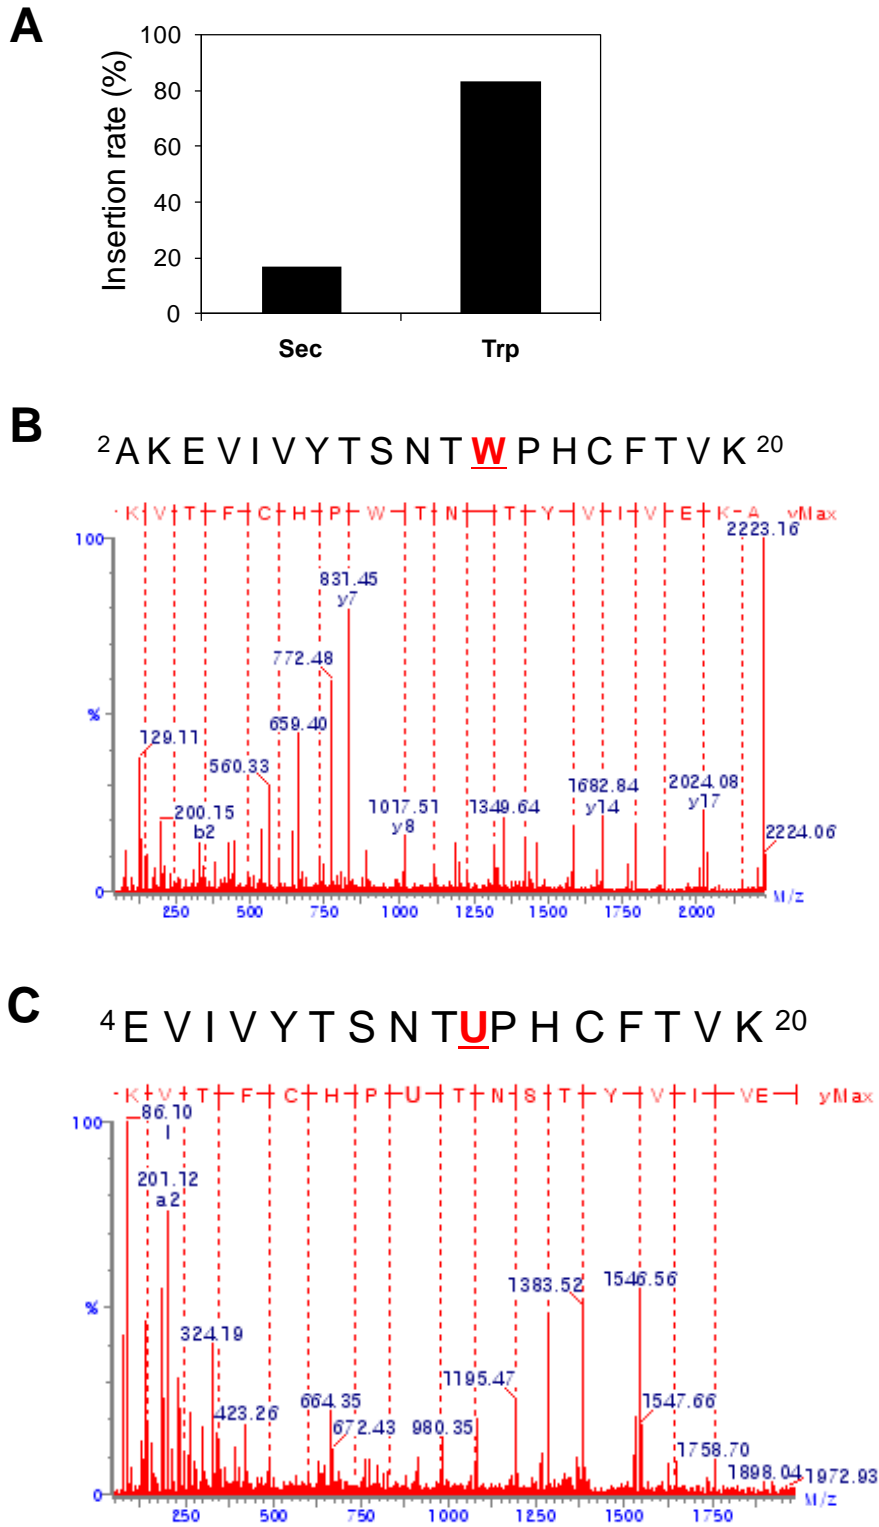 A
Insertion rate (%)
100
80
60
40
20
0
Sec
Trp
B
2 A K E V I V Y T S N T W P H C F T V K 20
K V T F C H P W T N T Y V I V E K A yMax
2223.16
100
831.45
y7
772.48
%
659.40
129.11
560.33
200.15
b2
1017.51
y8
1349.64
1682.84
y14
2024.08
y17
2224.06
0
M/z
250 500 750 1000 1250 1500 1750 2000
C
4 E V I V Y T S N T U P H C F T V K 20
K V T F C H P U T N S T Y V I VE yMax
100
86.10
I
201.12
a2
%
1383.52
1546.56
324.19
1195.47
664.35
423.26
672.43
980.35
1547.66
1758.70
1898.04
1972.93
0
M/z
250 500 750 1000 1250 1500 1750